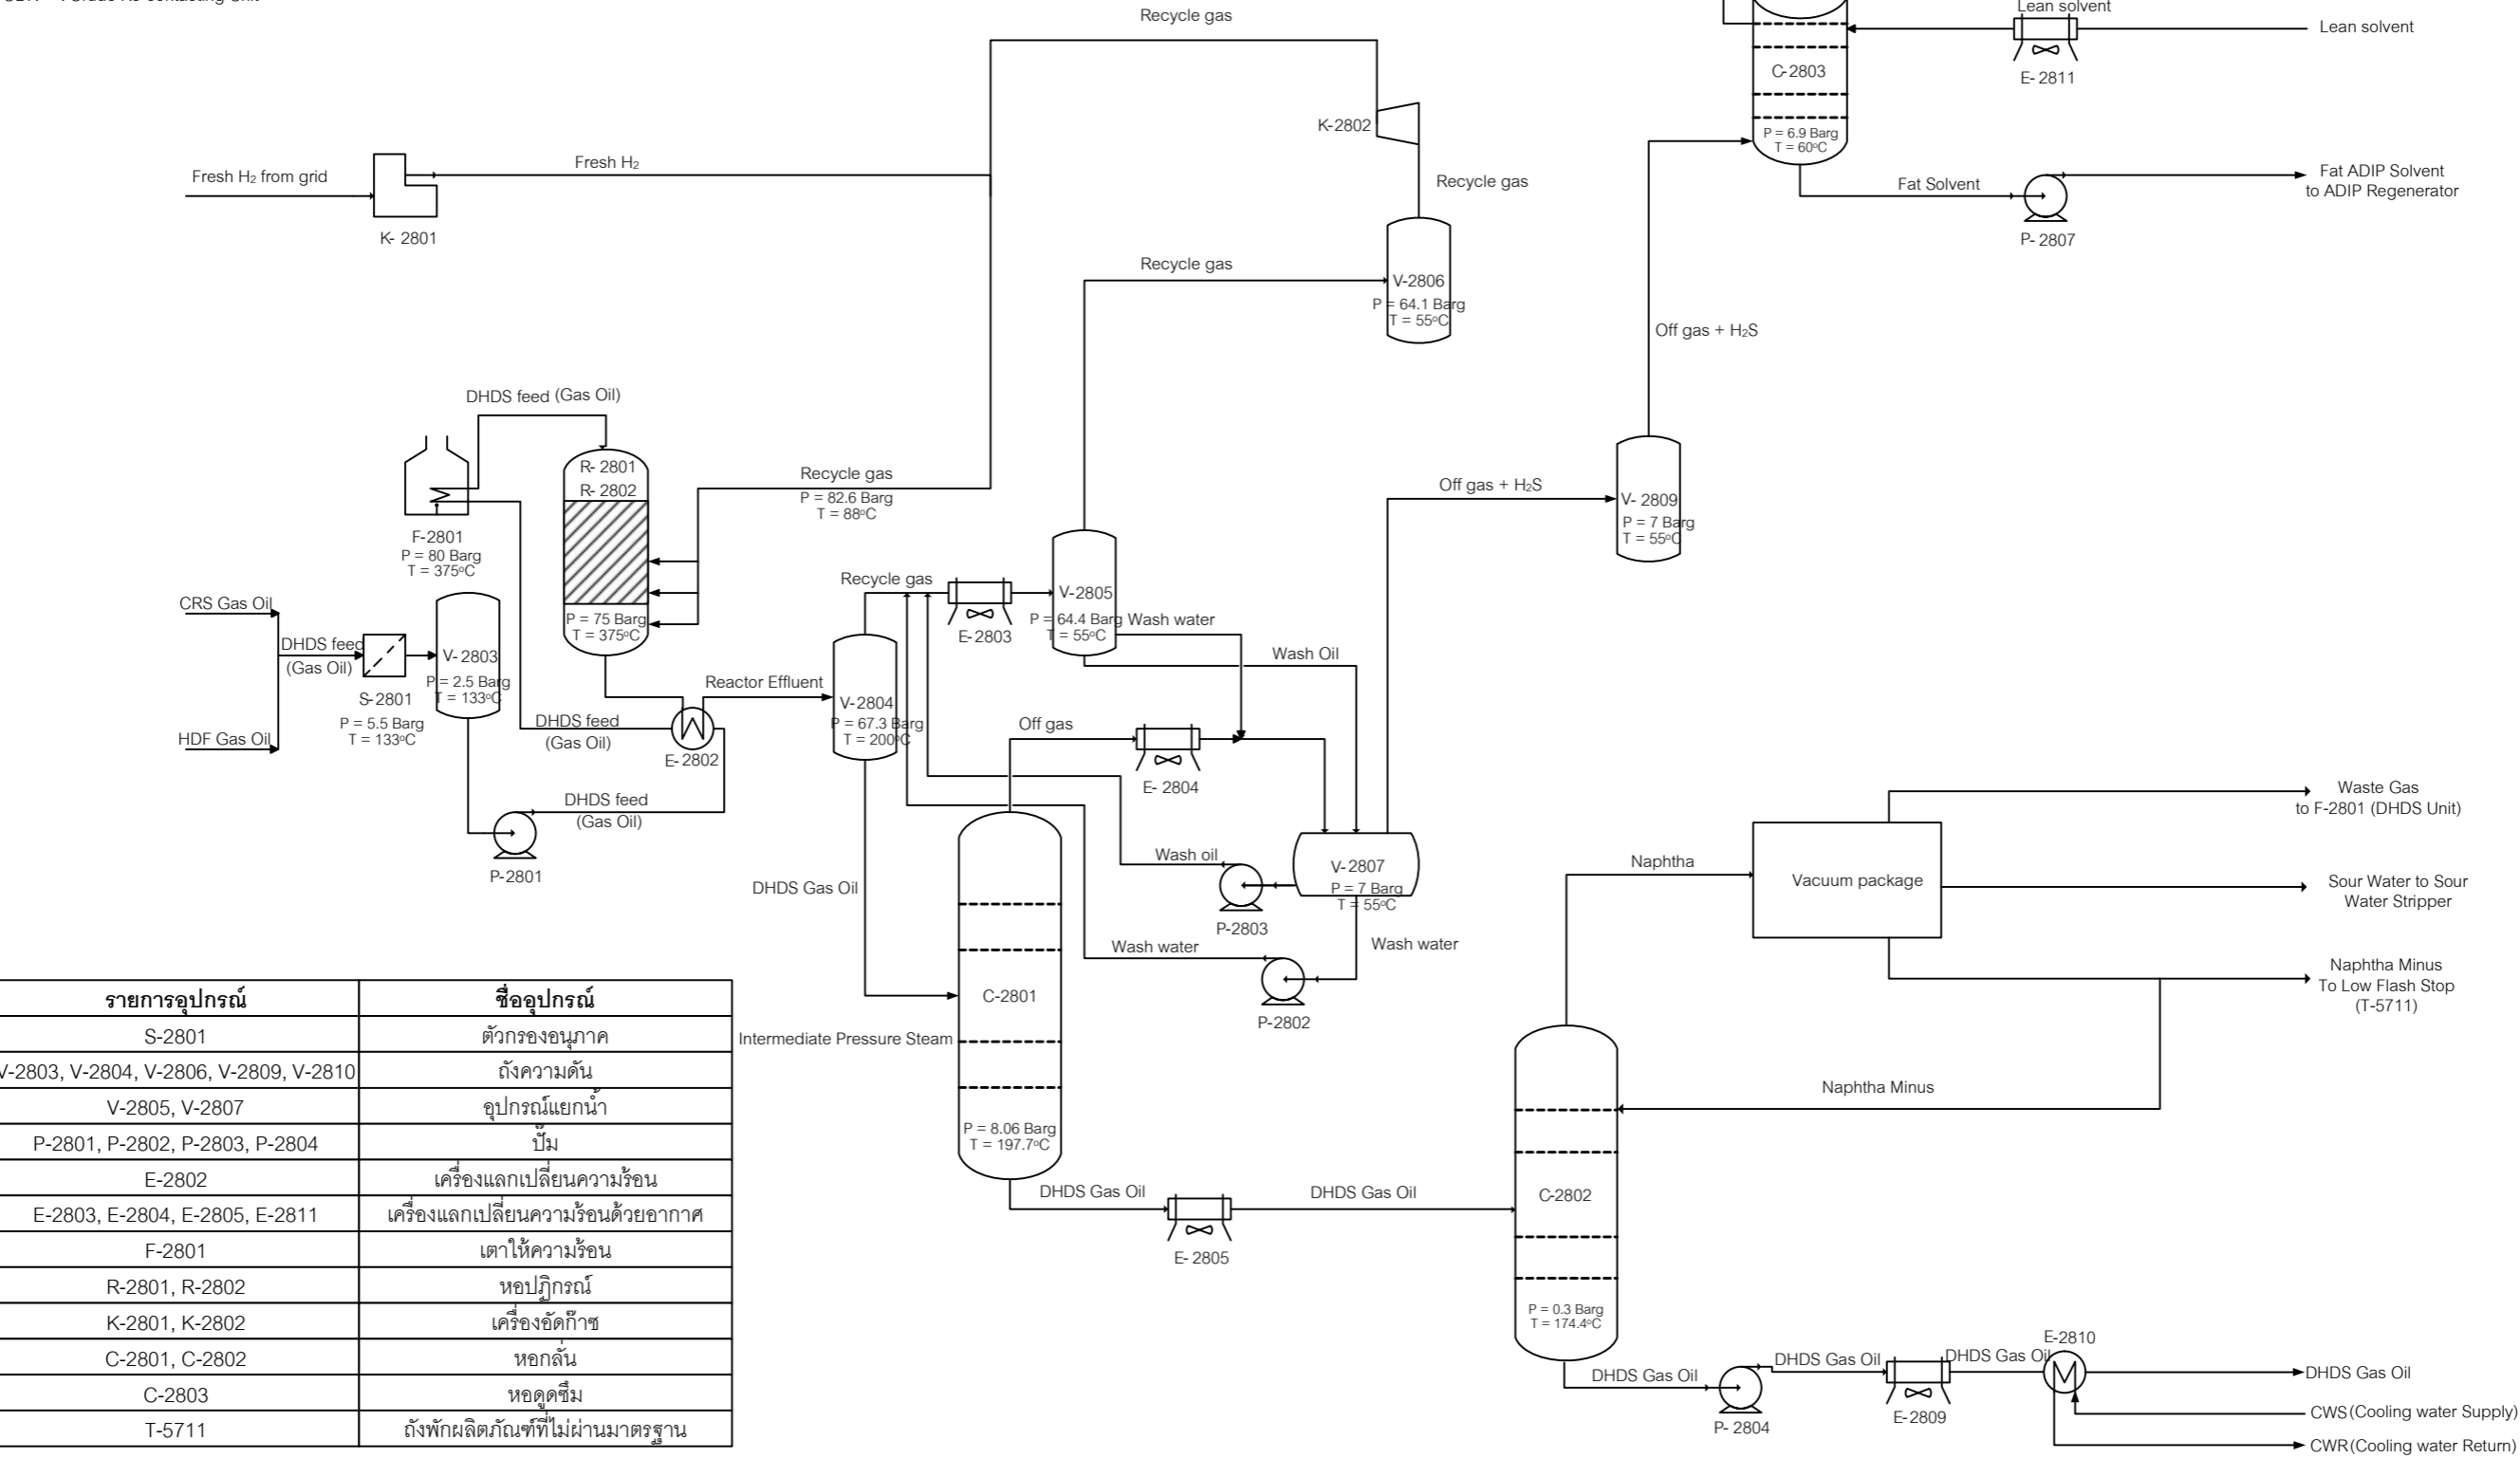 Recycle gas
Lean solvent
Lean solvent
E- 2811
C-2803
P = 6.9 Barg
T = 60°C
K-2802
Recycle gas
Fresh H₂ from grid
Fresh H₂
K- 2801
Fat Solvent
P- 2807
Fat ADIP Solvent
to ADIP Regenerator
Recycle gas
V-2806
P = 64.1 Barg
T = 55°C
Off gas + H₂S
DHDS feed (Gas Oil)
R- 2801
R- 2802
P = 75 Barg
T = 375°C
Recycle gas
P = 82.6 Barg
T = 88°C
Off gas + H₂S
V- 2809
P = 7 Barg
T = 55°C
F-2801
P = 80 Barg
T = 375°C
CRS Gas Oil
DHDS feed
(Gas Oil)
HDF Gas Oil
S-2801
P = 5.5 Barg
T = 133°C
V- 2803
P = 2.5 Barg
T = 133°C
Recycle gas
E- 2803
V-2805
P = 64.4 Barg
T = 55°C
Wash water
Wash Oil
Reactor Effluent
V-2804
P = 67.3 Barg
T = 200°C
DHDS feed
(Gas Oil)
E- 2802
Off gas
E- 2804
DHDS feed
(Gas Oil)
P-2801
Waste Gas
to F-2801 (DHDS Unit)
Wash oil
V- 2807
P = 7 Barg
T = 55°C
P-2803
DHDS Gas Oil
Naphtha
Vacuum package
Sour Water to Sour
Water Stripper
Wash water
Wash water
P-2802
Naphtha Minus
To Low Flash Stop
(T-5711)
C-2801
Intermediate Pressure Steam
P = 8.06 Barg
T = 197.7°C
Naphtha Minus
DHDS Gas Oil
E- 2805
DHDS Gas Oil
C-2802
P = 0.3 Barg
T = 174.4°C
DHDS Gas Oil
P- 2804
DHDS Gas Oil
E- 2809
DHDS Gas Oil
E-2810
DHDS Gas Oil
CWS (Cooling water Supply)
CWR (Cooling water Return)
รายการอุปกรณ์ ชื่ออุปกรณ์
S-2801 ตัวกรองอนุภาค
V-2803, V-2804, V-2806, V-2809, V-2810 ถังความดัน
V-2805, V-2807 อุปกรณ์แยกน้ำ
P-2801, P-2802, P-2803, P-2804 ปั๊ม
E-2802 เครื่องแลกเปลี่ยนความร้อน
E-2803, E-2804, E-2805, E-2811 เครื่องแลกเปลี่ยนความร้อนด้วยอากาศ
F-2801 เตาให้ความร้อน
R-2801, R-2802 หอปฏิกรณ์
K-2801, K-2802 เครื่องอัดก๊าซ
C-2801, C-2802 หอกลั่น
C-2803 หอดูดซึม
T-5711 ถังพักผลิตภัณฑ์ที่ไม่ผ่านมาตรฐาน